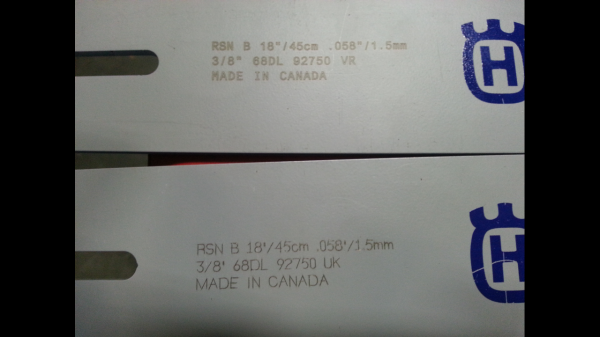 RSN B 18"/45cm .058"/1.5mm
3/8" 68DL 92750 VR
MADE IN CANADA
H
RSN B 18'/45cm .058'/1.5mm
3/8' 68DL 92750 UK
MADE IN CANADA
H